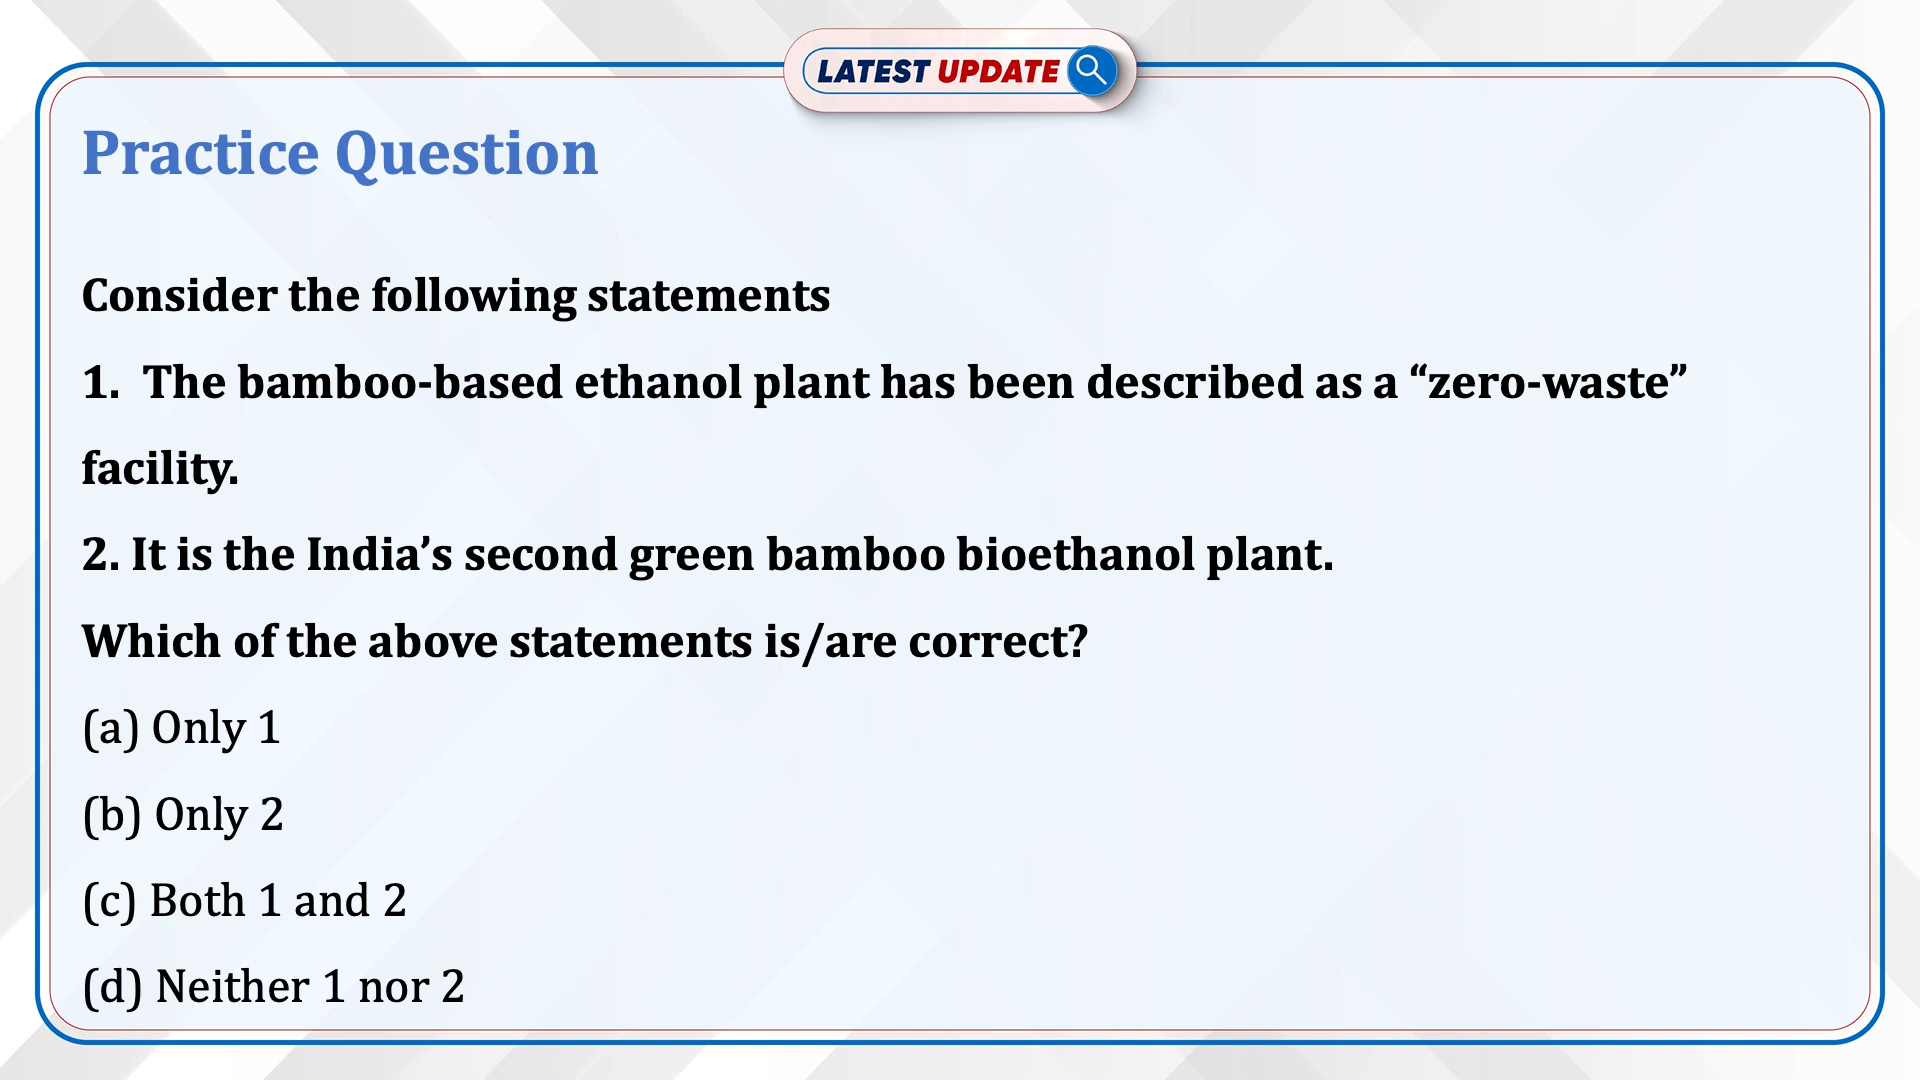 LATEST UPDATE
Practice Question
Consider the following statements
1. The bamboo-based ethanol plant has been described as a “zero-waste”
facility.
2. It is the India’s second green bamboo bioethanol plant.
Which of the above statements is/are correct?
(a) Only 1
(b) Only 2
(c) Both 1 and 2
(d) Neither 1 nor 2